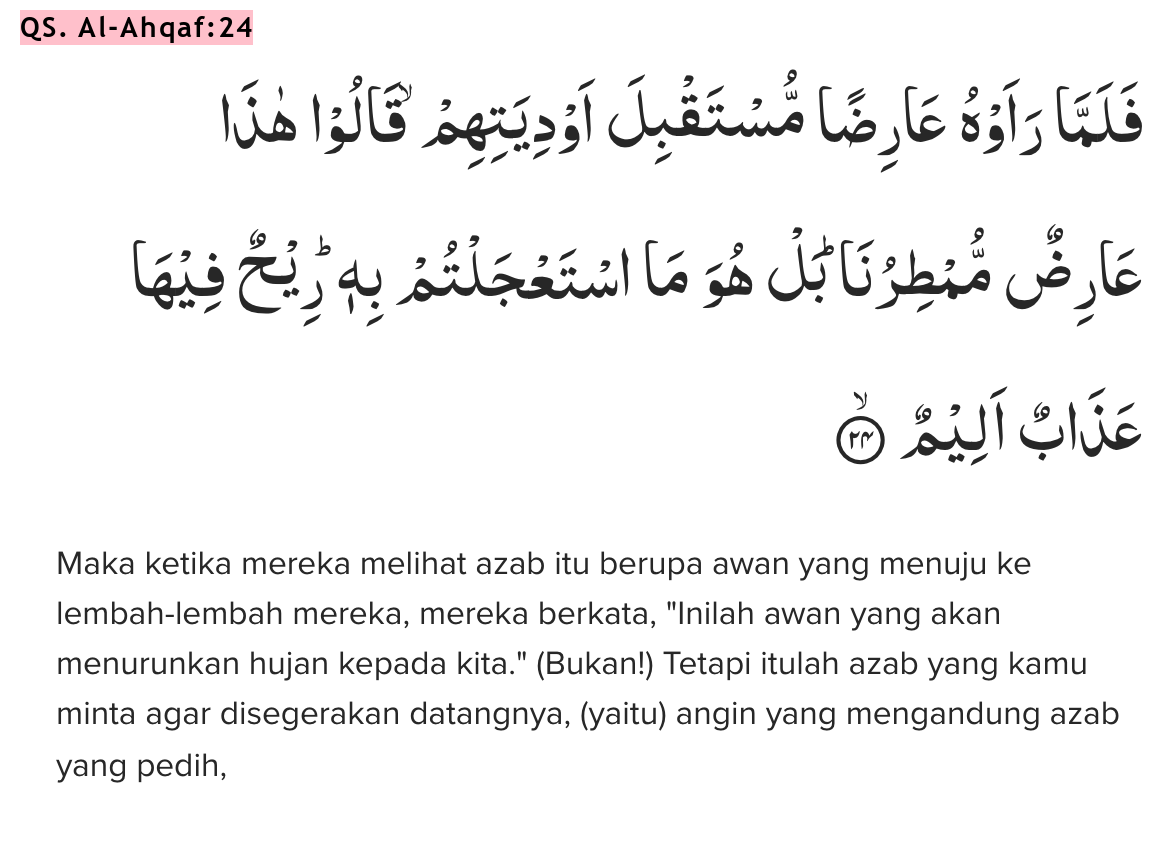 QS. Al-Ahqaf:24
فَلَمَّا رَاَوْهُ عَارِضًا مُّسْتَقْبِلَ اَوْدِيَتِهِمْ ۙقَالُوْا هٰذَا
عَارِضٌ مُّمْطِرُنَا ۗبَلْ هُوَ مَا اسْتَعْجَلْتُمْ بِهٖ ۗرِيْحٌ فِيْهَا
عَذَابٌ اَلِيْمٌ ۙ ٢٤
Maka ketika mereka melihat azab itu berupa awan yang menuju ke
lembah-lembah mereka, mereka berkata, "Inilah awan yang akan
menurunkan hujan kepada kita." (Bukan!) Tetapi itulah azab yang kamu
minta agar disegerakan datangnya, (yaitu) angin yang mengandung azab
yang pedih,